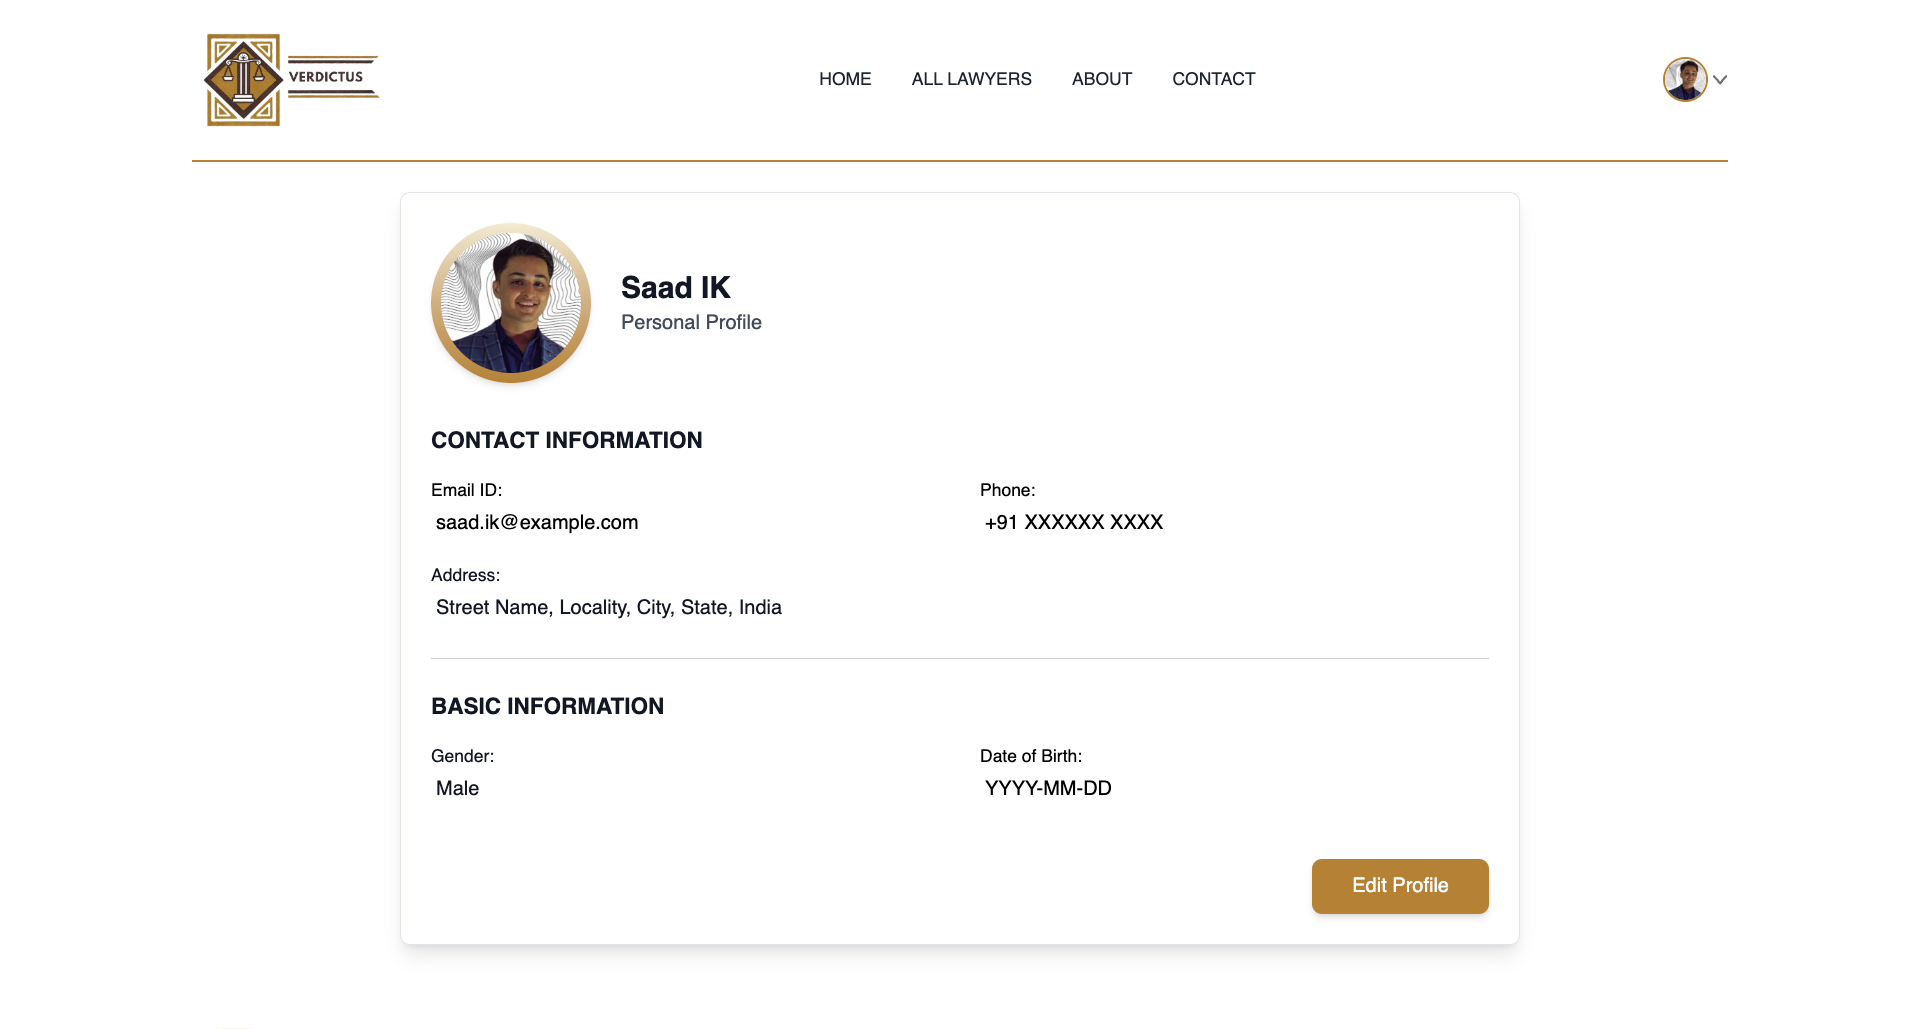 VERDICTUS
HOME ALL LAWYERS ABOUT CONTACT
Saad IK
Personal Profile
CONTACT INFORMATION
Email ID: Phone:
saad.ik@example.com +91 XXXXXX XXXX
Address:
Street Name, Locality, City, State, India
BASIC INFORMATION
Gender: Date of Birth:
Male YYYY-MM-DD
Edit Profile